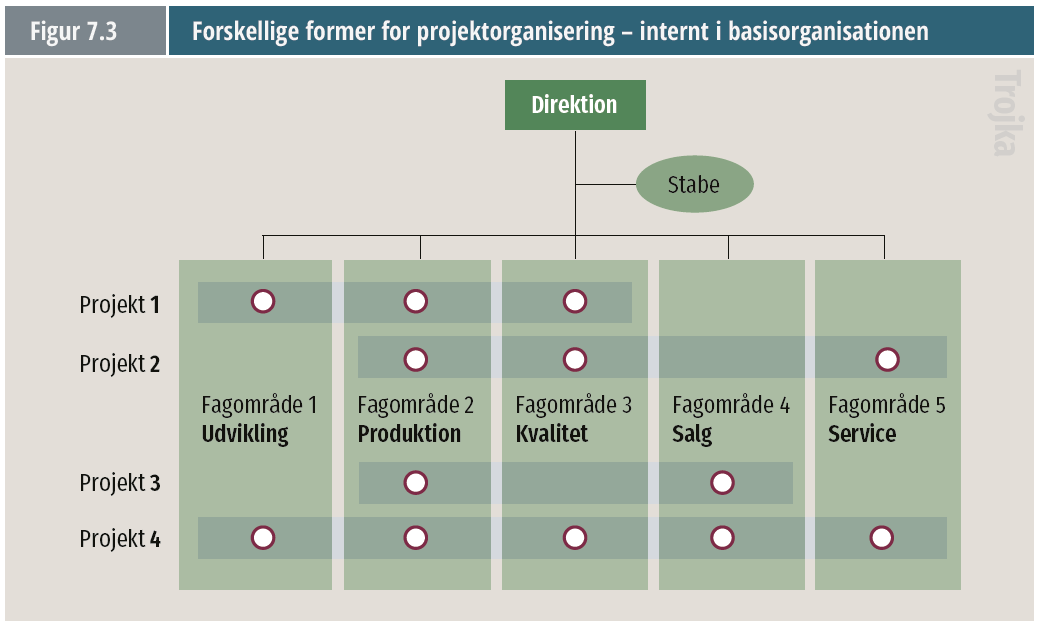 Figur 7.3
Forskellige former for projektorganisering – internt i basisorganisationen
Trojka
Direktion
Stabe
Projekt 1
Projekt 2
Fagområde 1
Udvikling
Fagområde 2
Produktion
Fagområde 3
Kvalitet
Fagområde 4
Salg
Fagområde 5
Service
Projekt 3
Projekt 4